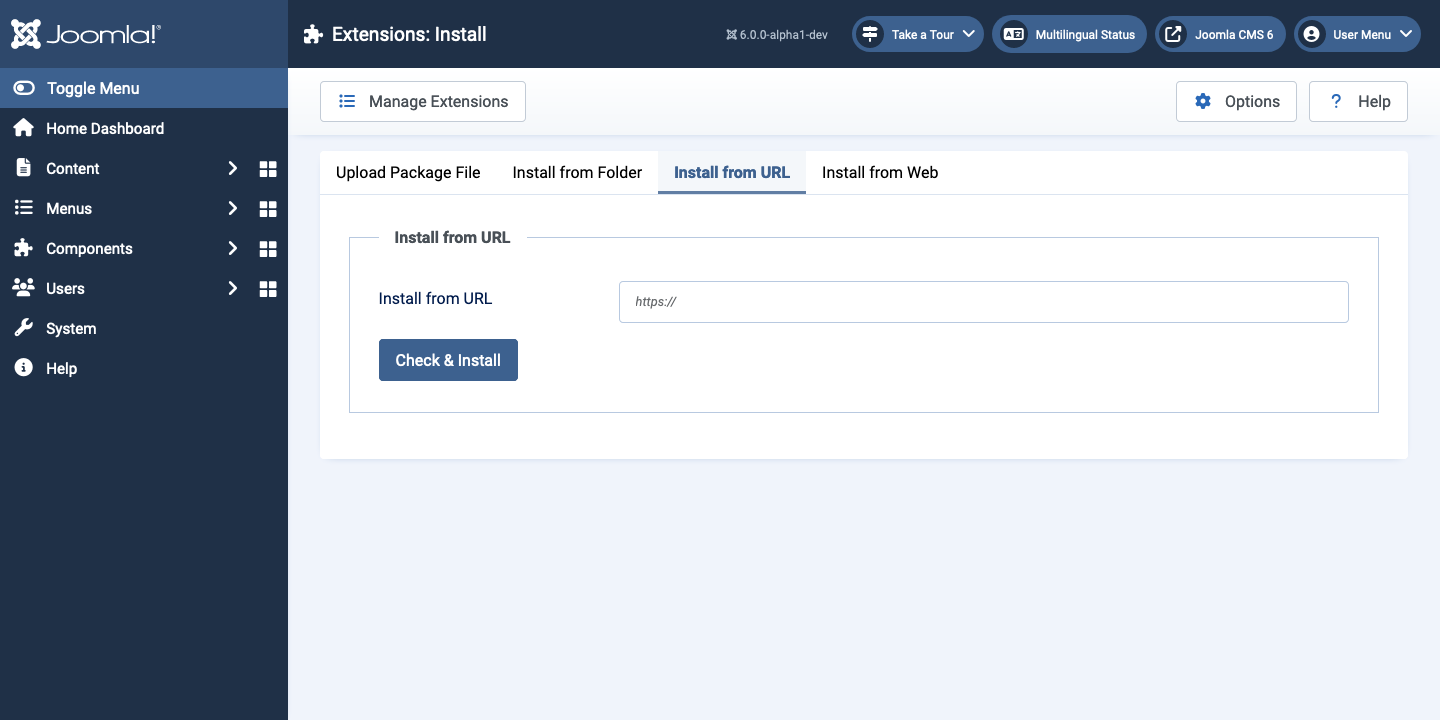 Joomla!®
Extensions: Install
6.0.0-alpha1-dev
Take a Tour
Multilingual Status
Joomla CMS 6
User Menu
Toggle Menu
Home Dashboard
Content
Menus
Components
Users
System
Help
Manage Extensions
Options
? Help
Upload Package File
Install from Folder
Install from URL
Install from Web
Install from URL
Install from URL
https://
Check & Install